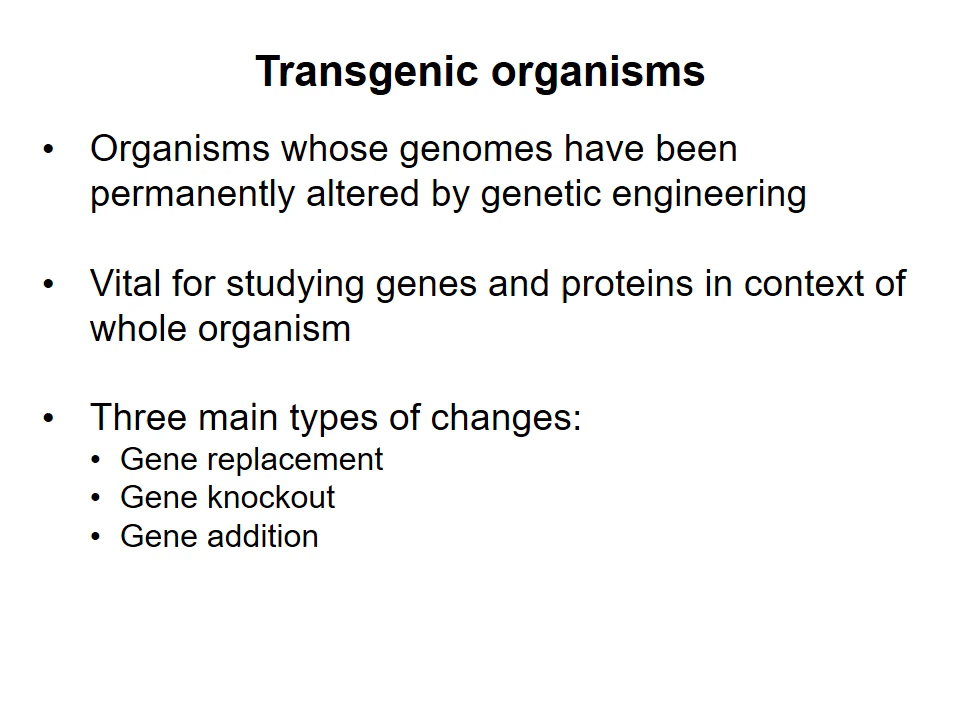 Transgenic organisms
• Organisms whose genomes have been
permanently altered by genetic engineering
• Vital for studying genes and proteins in context of
whole organism
• Three main types of changes:
• Gene replacement
• Gene knockout
• Gene addition